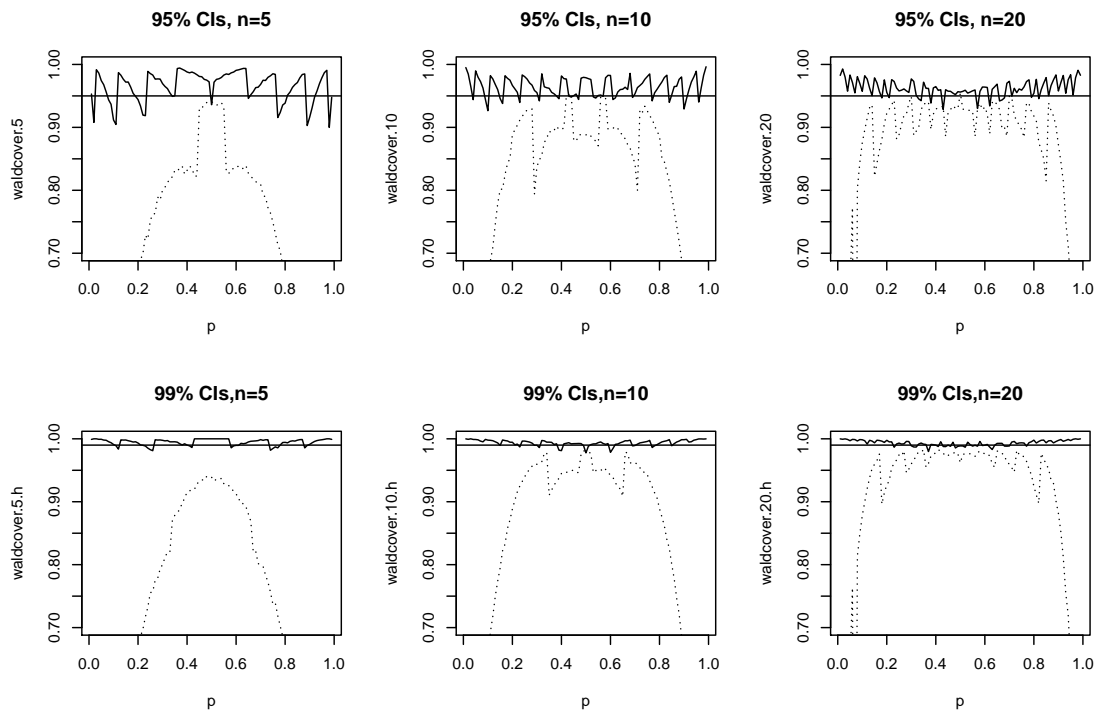 95% CIs, n=5
95% CIs, n=10
95% CIs, n=20
waldcover.5
0.70 0.80 0.90 1.00
0.0 0.2 0.4 0.6 0.8 1.0
p
waldcover.10
0.70 0.80 0.90 1.00
0.0 0.2 0.4 0.6 0.8 1.0
p
waldcover.20
0.70 0.80 0.90 1.00
0.0 0.2 0.4 0.6 0.8 1.0
p
99% CIs,n=5
99% CIs,n=10
99% CIs,n=20
waldcover.5.h
0.70 0.80 0.90 1.00
0.0 0.2 0.4 0.6 0.8 1.0
p
waldcover.10.h
0.70 0.80 0.90 1.00
0.0 0.2 0.4 0.6 0.8 1.0
p
waldcover.20.h
0.70 0.80 0.90 1.00
0.0 0.2 0.4 0.6 0.8 1.0
p